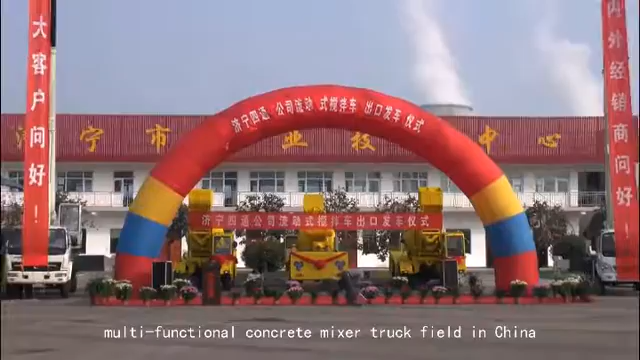 大客户问好！
内外经销商问好！
济宁四通 公司流动 式搅拌车 出口发车 仪式
济宁市 业校 中心
济宁四通公司流动式搅拌车出口发车仪式
multi-functional concrete mixer truck field in China